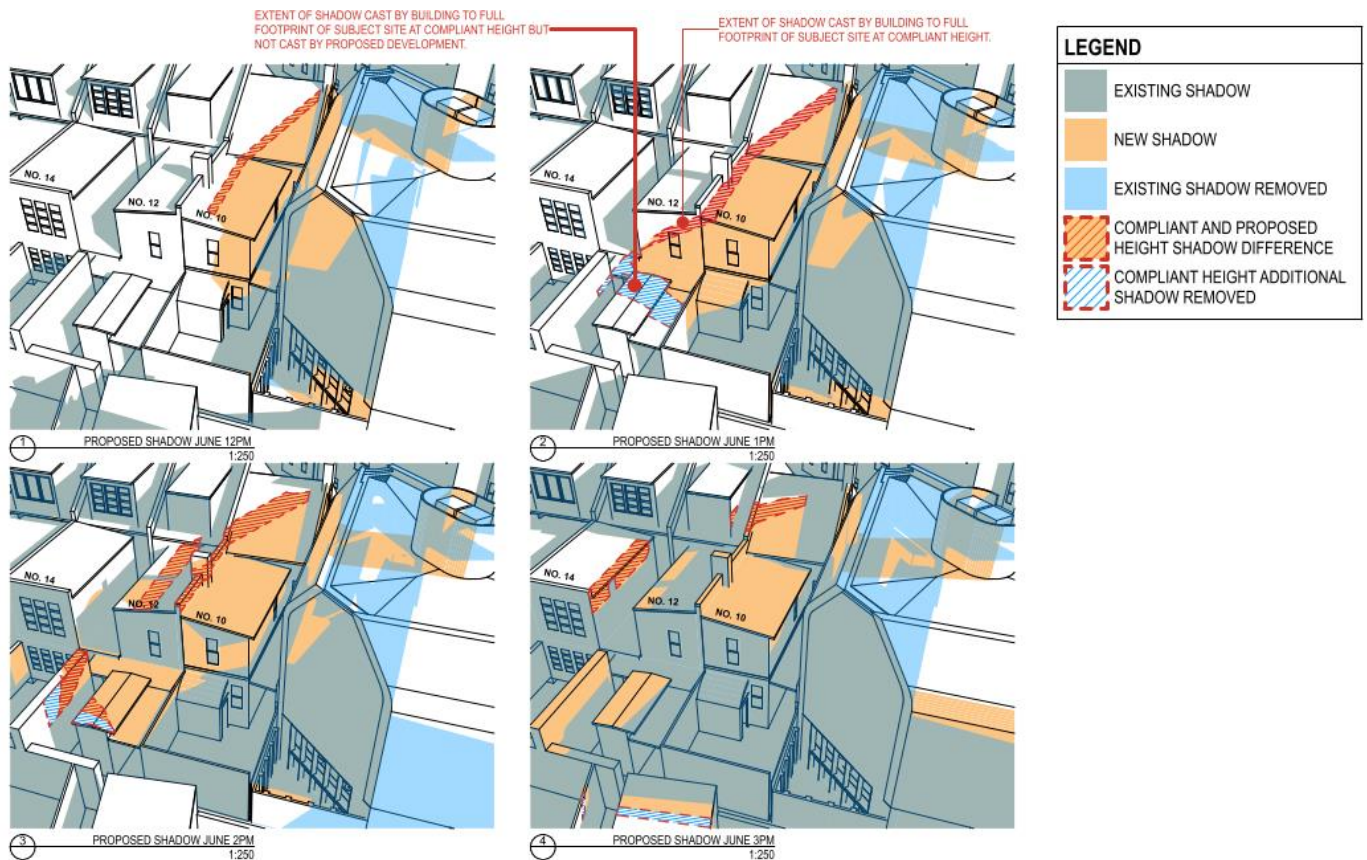 EXTENT OF SHADOW CAST BY BUILDING TO FULL
FOOTPRINT OF SUBJECT SITE AT COMPLIANT HEIGHT BUT
NOT CAST BY PROPOSED DEVELOPMENT.
EXTENT OF SHADOW CAST BY BUILDING TO FULL
FOOTPRINT OF SUBJECT SITE AT COMPLIANT HEIGHT.
LEGEND
EXISTING SHADOW
NEW SHADOW
EXISTING SHADOW REMOVED
COMPLIANT AND PROPOSED
HEIGHT SHADOW DIFFERENCE
COMPLIANT HEIGHT ADDITIONAL
SHADOW REMOVED
NO. 14
NO. 12
NO. 10
1
PROPOSED SHADOW JUNE 12PM
1:250
NO. 14
NO. 12
NO. 10
2
PROPOSED SHADOW JUNE 1PM
1:250
NO. 14
NO. 12
NO. 10
3
PROPOSED SHADOW JUNE 2PM
1:250
NO. 14
NO. 12
NO. 10
4
PROPOSED SHADOW JUNE 3PM
1:250